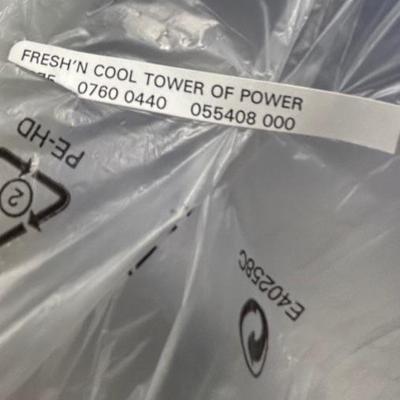 FRESH'N COOL TOWER OF POWER
0760 0440 055408 000
PE-HD
2
E40258C